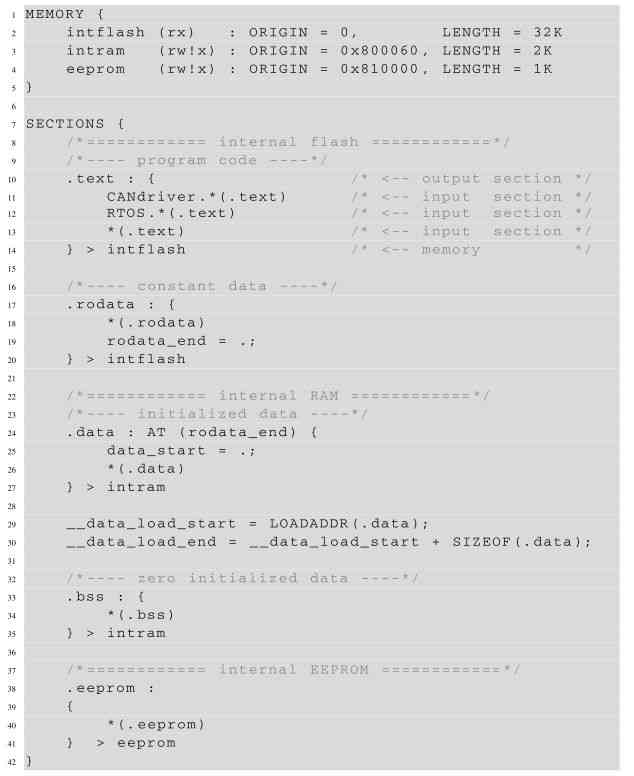 1 MEMORY {
2     intflash (rx)   : ORIGIN = 0,        LENGTH = 32K
3     intram   (rw!x) : ORIGIN = 0x800060, LENGTH = 2K
4     eeprom   (rw!x) : ORIGIN = 0x810000, LENGTH = 1K
5 }
6
7 SECTIONS {
8     /*============ internal flash ============*/
9     /*---- program code ----*/
10     .text : {                    /* <-- output section */
11         CANdriver.*(.text)       /* <-- input  section */
12         RTOS.*(.text)            /* <-- input  section */
13         *(.text)                 /* <-- input  section */
14     } > intflash                 /* <-- memory         */
15
16     /*---- constant data ----*/
17     .rodata : {
18         *(.rodata)
19         rodata_end = .;
20     } > intflash
21
22     /*============ internal RAM ============*/
23     /*---- initialized data ----*/
24     .data : AT (rodata_end) {
25         data_start = .;
26         *(.data)
27     } > intram
28
29     __data_load_start = LOADADDR(.data);
30     __data_load_end = __data_load_start + SIZEOF(.data);
31
32     /*---- zero initialized data ----*/
33     .bss : {
34         *(.bss)
35     } > intram
36
37     /*============ internal EEPROM ============*/
38     .eeprom :
39     {
40         *(.eeprom)
41     }  > eeprom
42 }